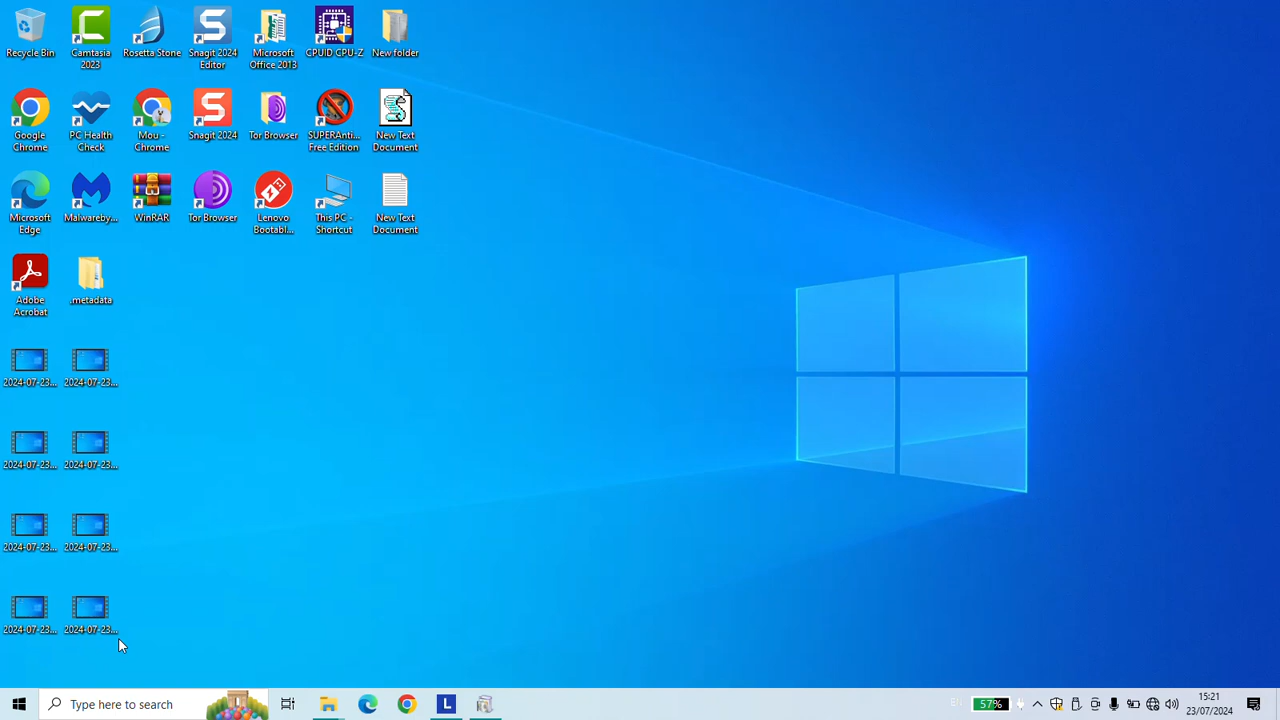 Recycle Bin
Camtasia
2023
Rosetta Stone
Snagit 2024
Editor
Microsoft
Office 2013
CPUID CPU-Z
New folder
Google
Chrome
PC Health
Check
Mou -
Chrome
Snagit 2024
Tor Browser
SUPERAnti...
Free Edition
New Text
Document
Microsoft
Edge
Malwareby...
WinRAR
Tor Browser
Lenovo
Bootabl...
This PC -
Shortcut
New Text
Document
Adobe
Acrobat
.metadata
2024-07-23...
2024-07-23...
2024-07-23...
2024-07-23...
2024-07-23...
2024-07-23...
2024-07-23...
2024-07-23...
Type here to search
L
EN
57%
15:21
23/07/2024